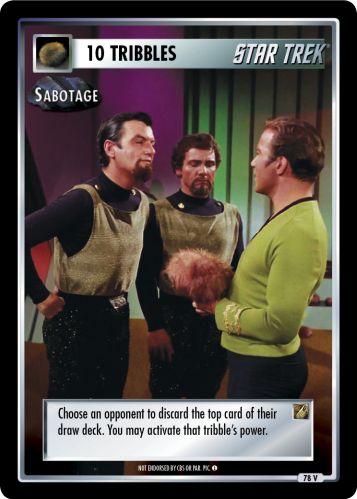 10 TRIBBLES
STAR TREK
SABOTAGE
Choose an opponent to discard the top card of their
draw deck. You may activate that tribble's power.
NOT ENDORSED BY CBS OR PAR. PIC
78 V